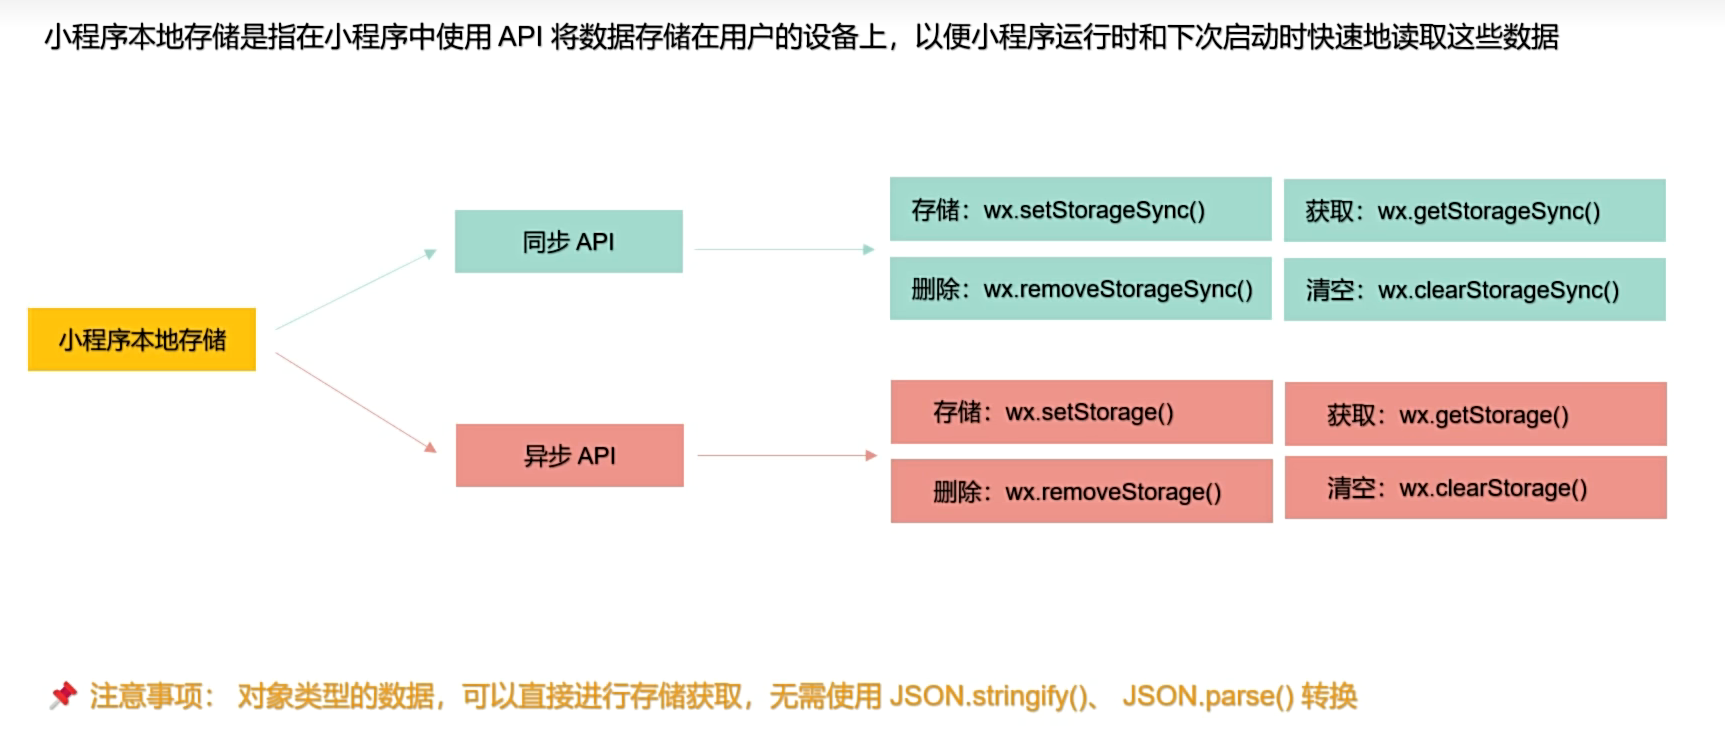 小程序本地存储是指在小程序中使用 API 将数据存储在用户的设备上，以便小程序运行时和下次启动时快速地读取这些数据
小程序本地存储
同步 API
存储：wx.setStorageSync()
获取：wx.getStorageSync()
删除：wx.removeStorageSync()
清空：wx.clearStorageSync()
异步 API
存储：wx.setStorage()
获取：wx.getStorage()
删除：wx.removeStorage()
清空：wx.clearStorage()
注意事项： 对象类型的数据，可以直接进行存储获取，无需使用 JSON.stringify()、 JSON.parse() 转换